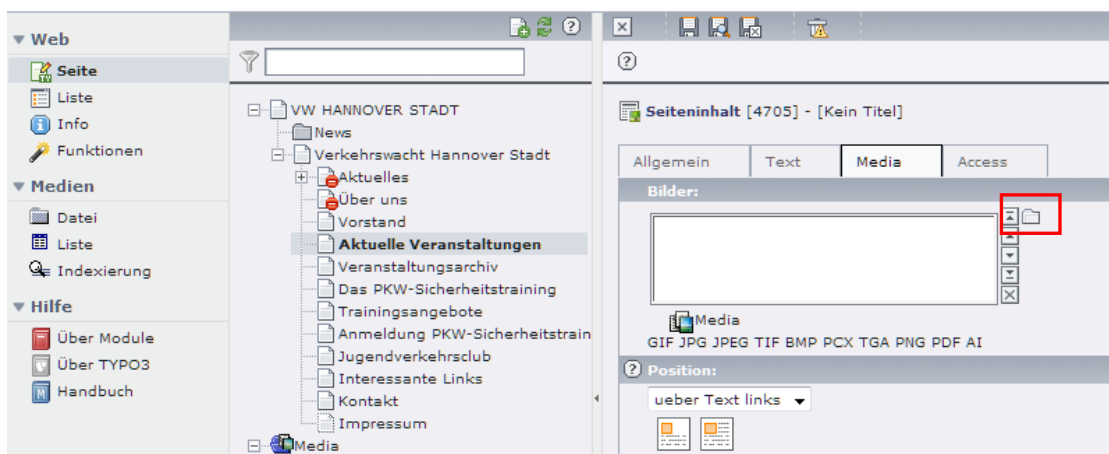 Web
Seite
Liste
Info
Funktionen
Medien
Datei
Liste
Indexierung
Hilfe
Über Module
Über TYPO3
Handbuch
VW HANNOVER STADT
News
Verkehrswacht Hannover Stadt
Aktuelles
Über uns
Vorstand
Aktuelle Veranstaltungen
Veranstaltungsarchiv
Das PKW-Sicherheitstraining
Trainingsangebote
Anmeldung PKW-Sicherheitstrain
Jugendverkehrsclub
Interessante Links
Kontakt
Impressum
Media
Seiteninhalt [4705] - [Kein Titel]
Allgemein Text Media Access
Bilder:
Media
GIF JPG JPEG TIF BMP PCX TGA PNG PDF AI
Position:
ueber Text links